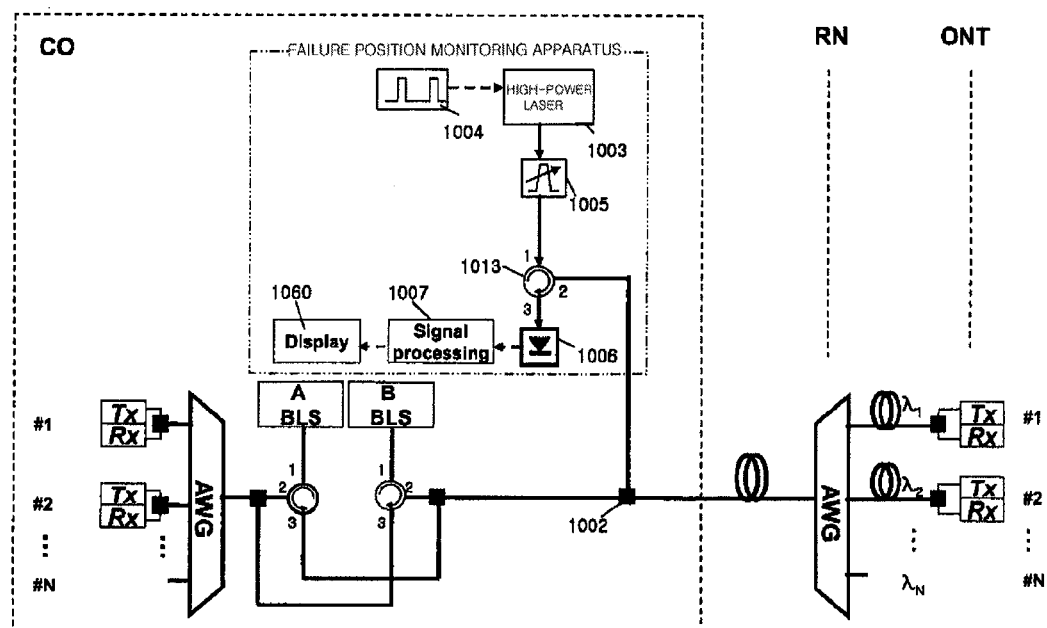 CO
RN
ONT
FAILURE POSITION MONITORING APPARATUS
HIGH-POWER
LASER
1004
1003
1005
1013
1
2
3
1060
1007
Display
Signal
processing
1006
A
BLS
B
BLS
#1
Tx
Rx
#2
Tx
Rx
#N
AWG
1
2
3
1
2
3
1002
AWG
λ1
λ2
λN
Tx
Rx
#1
Tx
Rx
#2
#N